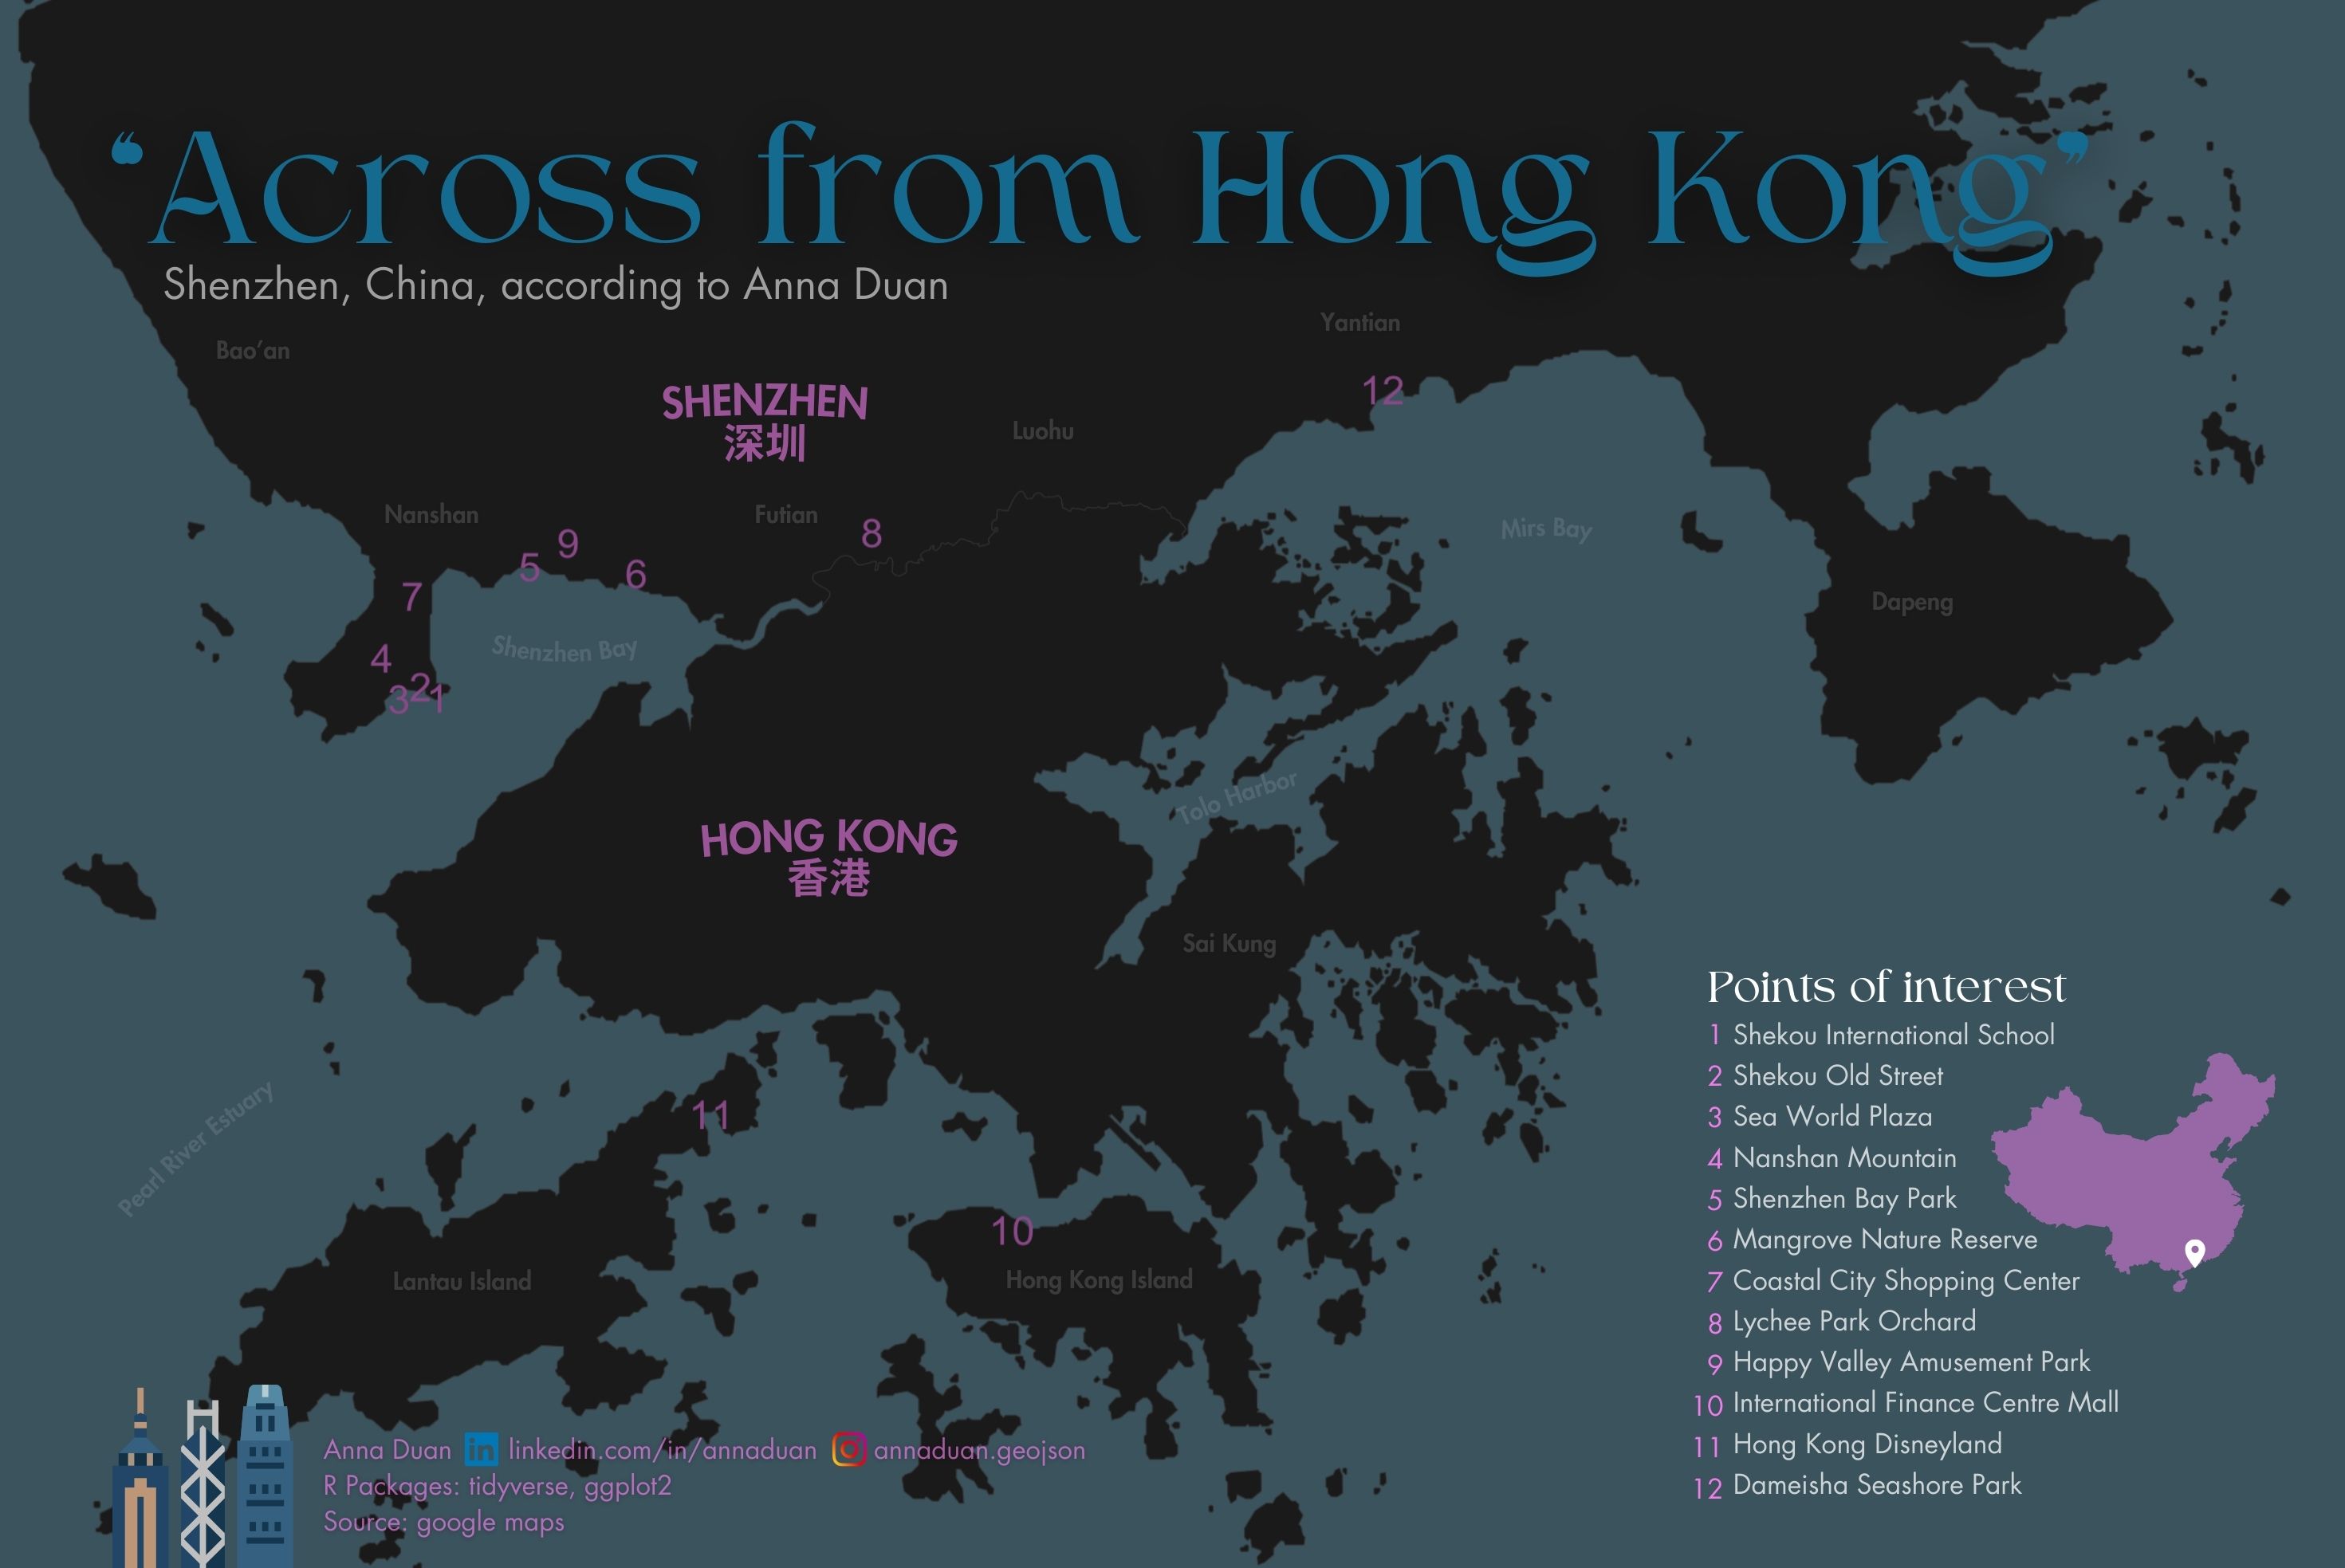 “Across from Hong Kong”
Shenzhen, China, according to Anna Duan
Yantian
Bao’an
12
SHENZHEN
深圳
Luohu
Nanshan
Futian
8
Mirs Bay
9
5
6
7
Dapeng
Shenzhen Bay
4
3
2
1
Tolo Harbor
HONG KONG
香港
Sai Kung
Pearl River Estuary
11
10
Lantau Island
Hong Kong Island
Points of interest
1 Shekou International School
2 Shekou Old Street
3 Sea World Plaza
4 Nanshan Mountain
5 Shenzhen Bay Park
6 Mangrove Nature Reserve
7 Coastal City Shopping Center
8 Lychee Park Orchard
9 Happy Valley Amusement Park
10 International Finance Centre Mall
11 Hong Kong Disneyland
12 Dameisha Seashore Park
Anna Duan in linkedin.com/in/annaduan annaduan.geojson
R Packages: tidyverse, ggplot2
Source: google maps